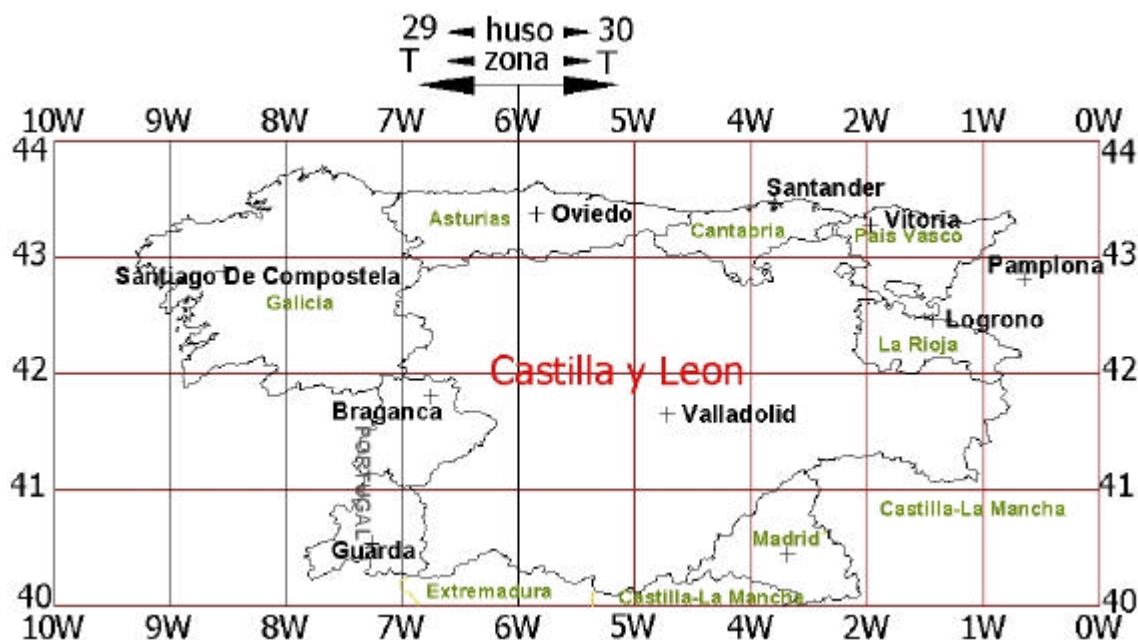 29 huso 30
T zona T
10W 9W 8W 7W 6W 5W 4W 3W 2W 1W 0W
44 44
Santander
Asturias Oviedo Cantabria Vitoria
Pais Vasco
43 43
Santiago De Compostela Pamplona
Galicia
Logrono
La Rioja
42 Castilla y Leon 42
Braganca Valladolid
PORTUGAL
41 41
Castilla-La Mancha
Guarda Madrid
Extremadura Castilla-La Mancha
40 40
10W 9W 8W 7W 6W 5W 4W 3W 2W 1W 0W